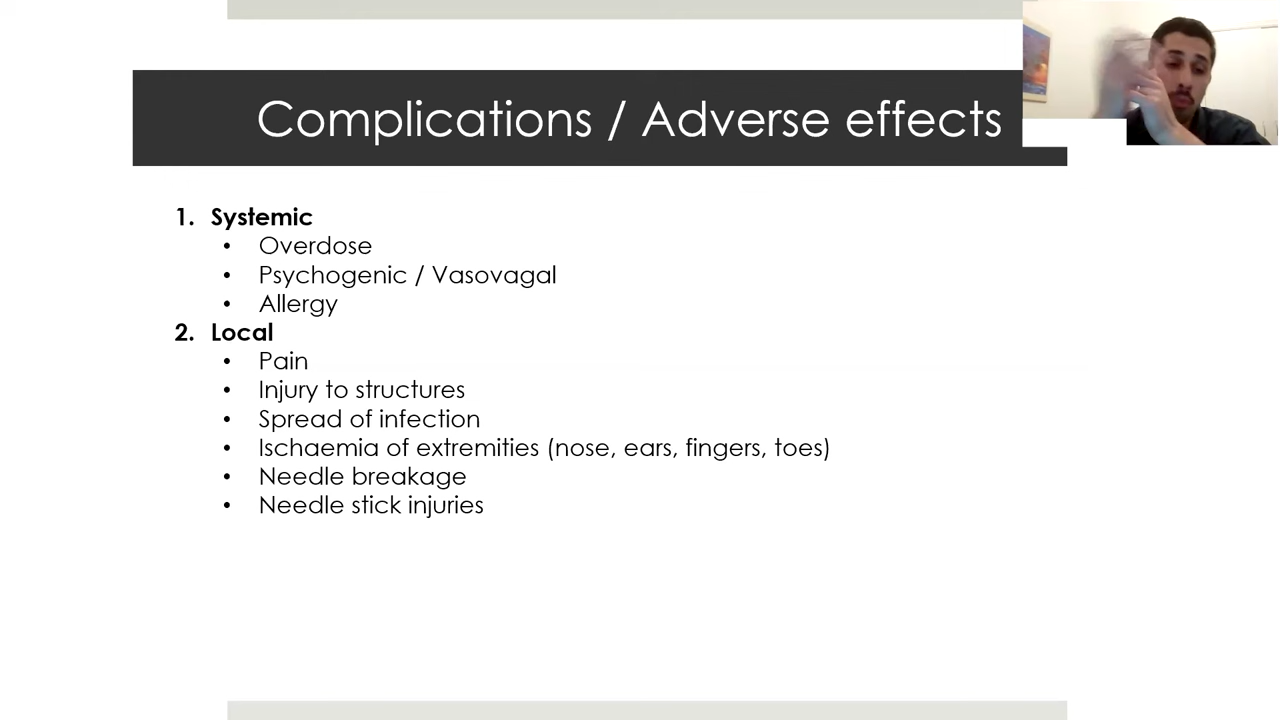 Complications / Adverse effects
1. Systemic
• Overdose
• Psychogenic / Vasovagal
• Allergy
2. Local
• Pain
• Injury to structures
• Spread of infection
• Ischaemia of extremities (nose, ears, fingers, toes)
• Needle breakage
• Needle stick injuries